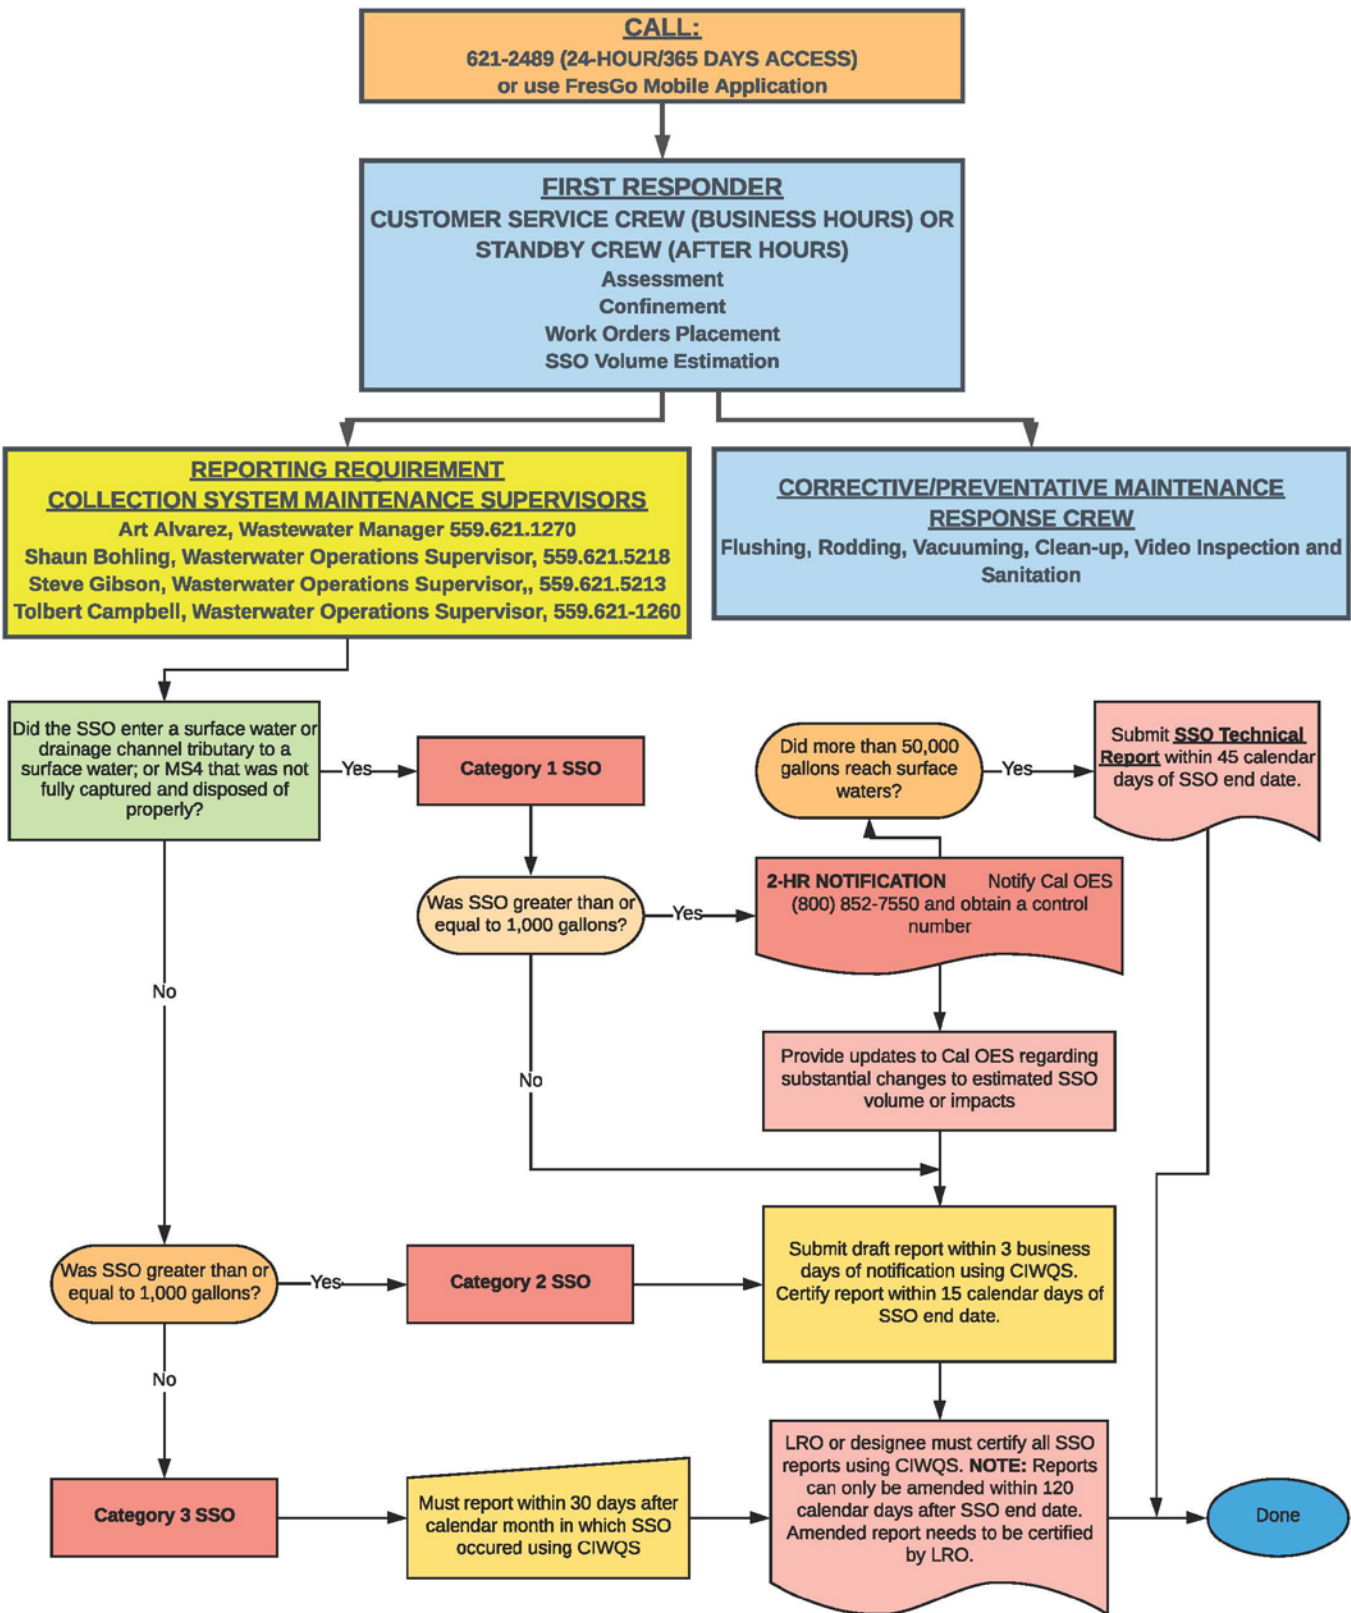 CALL:
621-2489 (24-HOUR/365 DAYS ACCESS)
or use FresGo Mobile Application
FIRST RESPONDER
CUSTOMER SERVICE CREW (BUSINESS HOURS) OR
STANDBY CREW (AFTER HOURS)
Assessment
Confinement
Work Orders Placement
SSO Volume Estimation
REPORTING REQUIREMENT
COLLECTION SYSTEM MAINTENANCE SUPERVISORS
Art Alvarez, Wastewater Manager 559.621.1270
Shaun Bohling, Wasterwater Operations Supervisor, 559.621.5218
Steve Gibson, Wasterwater Operations Supervisor,, 559.621.5213
Tolbert Campbell, Wasterwater Operations Supervisor, 559.621-1260
CORRECTIVE/PREVENTATIVE MAINTENANCE
RESPONSE CREW
Flushing, Rodding, Vacuuming, Clean-up, Video Inspection and
Sanitation
Did the SSO enter a surface water or
drainage channel tributary to a
surface water; or MS4 that was not
fully captured and disposed of
properly?
Yes
Category 1 SSO
Did more than 50,000
gallons reach surface
waters?
Yes
Submit SSO Technical
Report within 45 calendar
days of SSO end date.
Was SSO greater than or
equal to 1,000 gallons?
Yes
2-HR NOTIFICATION Notify Cal OES
(800) 852-7550 and obtain a control
number
No
No
Provide updates to Cal OES regarding
substantial changes to estimated SSO
volume or impacts
Was SSO greater than or
equal to 1,000 gallons?
Yes
Category 2 SSO
Submit draft report within 3 business
days of notification using CIWQS.
Certify report within 15 calendar days of
SSO end date.
No
Category 3 SSO
Must report within 30 days after
calendar month in which SSO
occured using CIWQS
LRO or designee must certify all SSO
reports using CIWQS. NOTE: Reports
can only be amended within 120
calendar days after SSO end date.
Amended report needs to be certified
by LRO.
Done